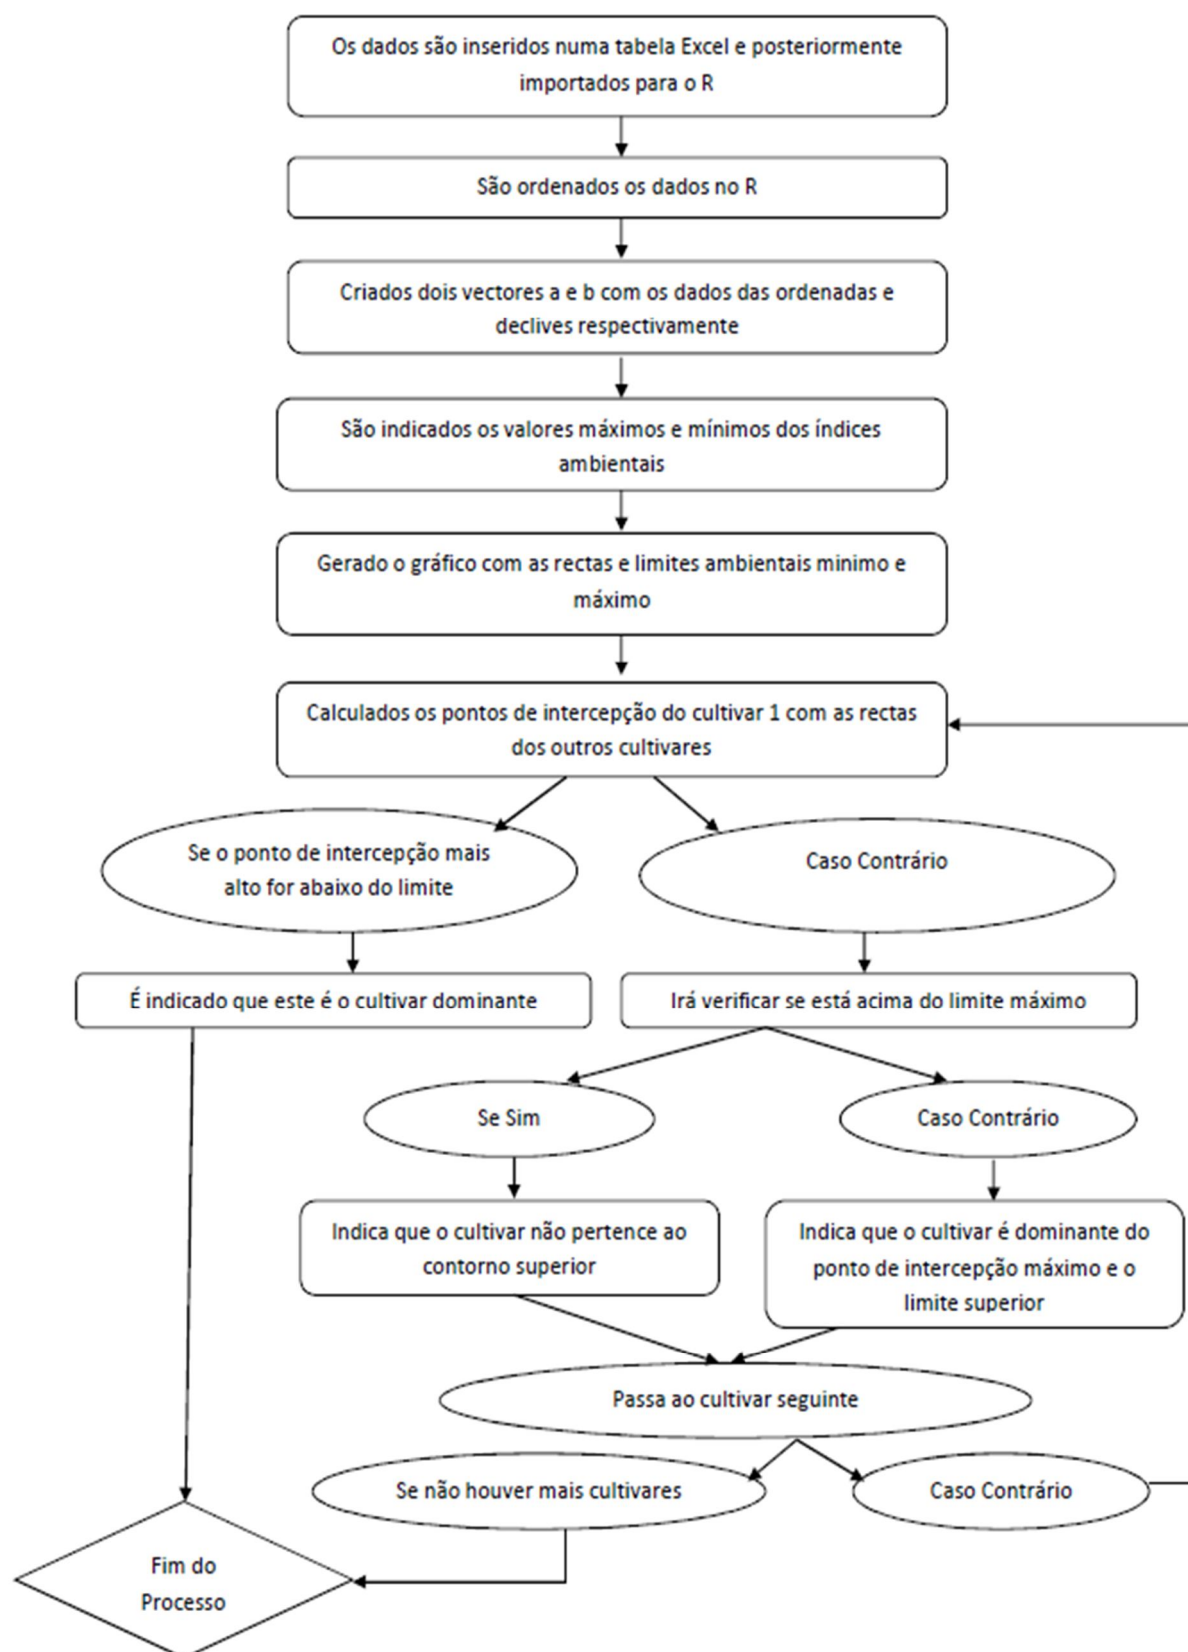 Os dados são inseridos numa tabela Excel e posteriormente
importados para o R
São ordenados os dados no R
Criados dois vectores a e b com os dados das ordenadas e
declives respectivamente
São indicados os valores máximos e mínimos dos índices
ambientais
Gerado o gráfico com as rectas e limites ambientais minimo e
máximo
Calculados os pontos de intercepção do cultivar 1 com as rectas
dos outros cultivares
Se o ponto de intercepção mais
alto for abaixo do limite
Caso Contrário
É indicado que este é o cultivar dominante
Irá verificar se está acima do limite máximo
Se Sim
Caso Contrário
Indica que o cultivar não pertence ao
contorno superior
Indica que o cultivar é dominante do
ponto de intercepção máximo e o
limite superior
Passa ao cultivar seguinte
Se não houver mais cultivares
Caso Contrário
Fim do
Processo